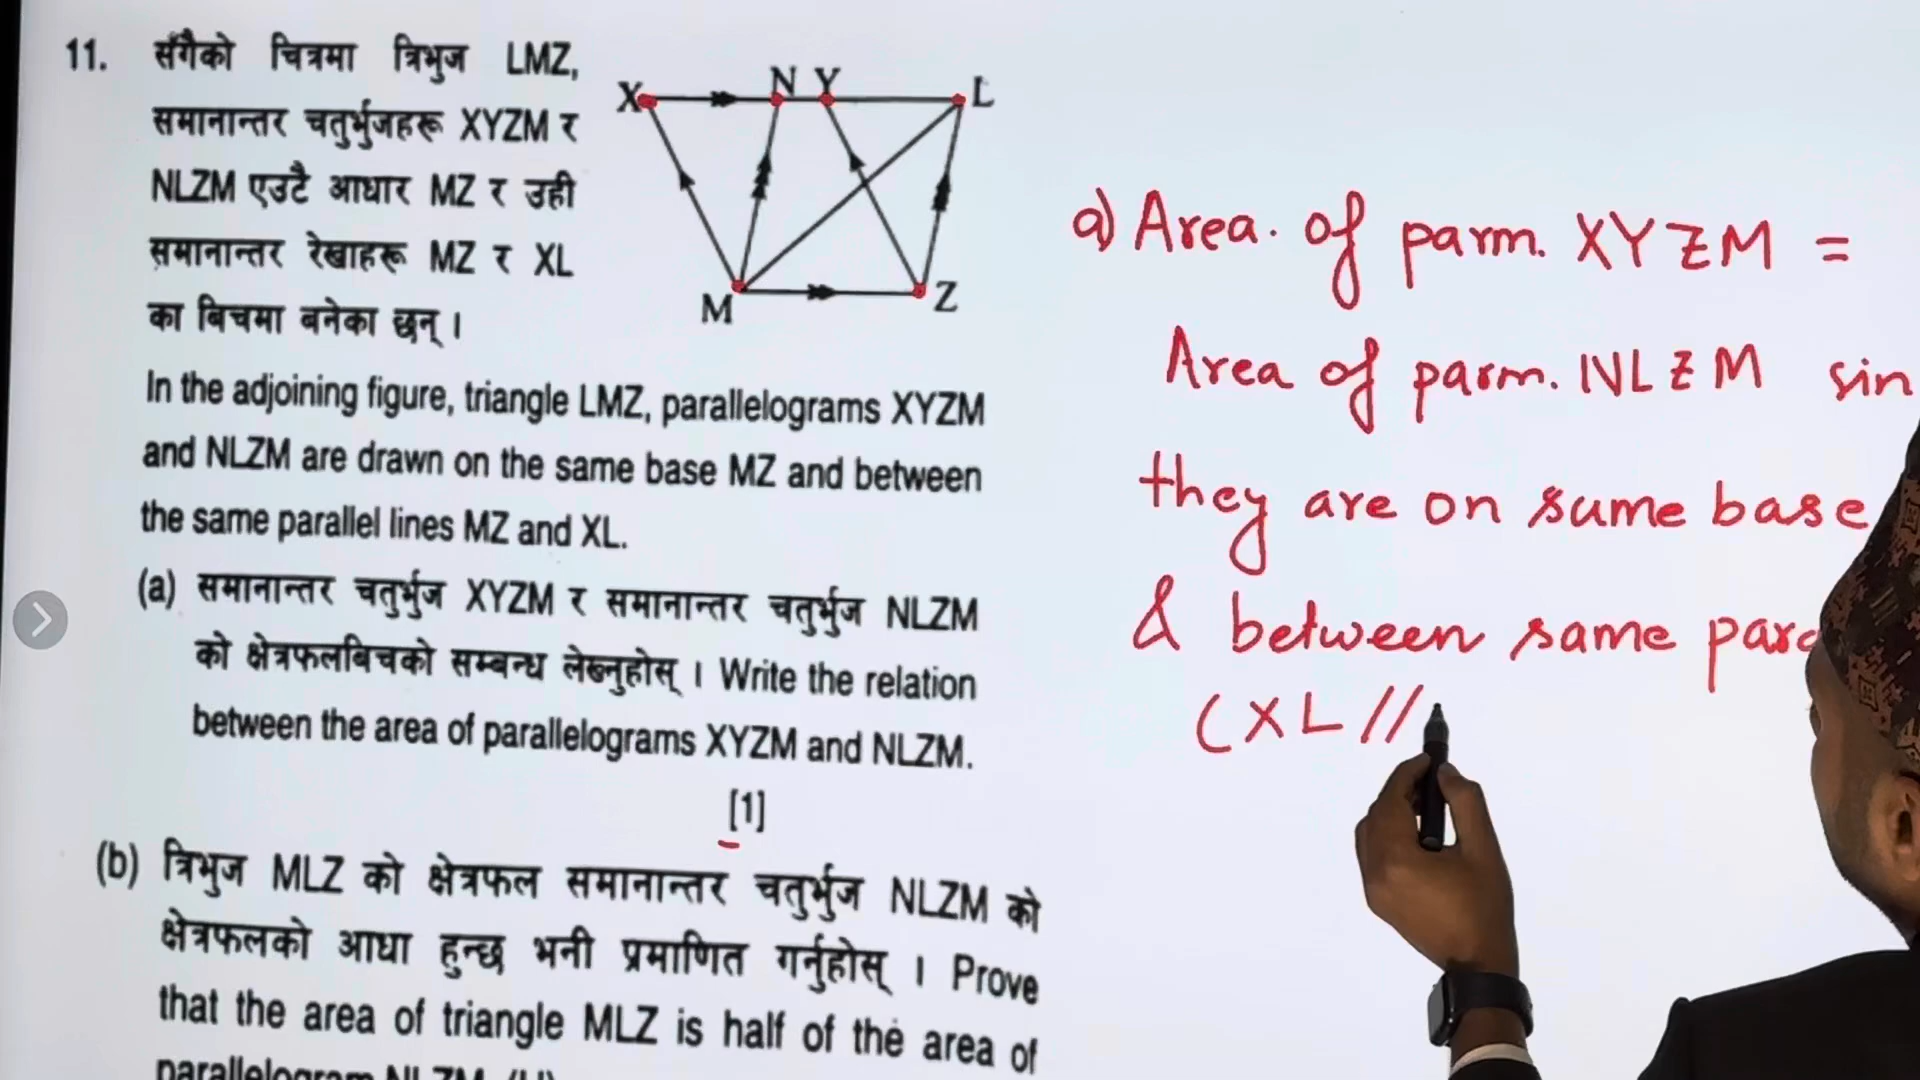 11. संगैको चित्रमा त्रिभुज LMZ,
समानान्तर चतुर्भुजहरू XYZM र
NLZM एउटै आधार MZ र उही
समानान्तर रेखाहरू MZ र XL
का बिचमा बनेका छन् ।
X N Y L
M Z
In the adjoining figure, triangle LMZ, parallelograms XYZM
and NLZM are drawn on the same base MZ and between
the same parallel lines MZ and XL.
(a) समानान्तर चतुर्भुज XYZM र समानान्तर चतुर्भुज NLZM
को क्षेत्रफलबिचको सम्बन्ध लेख्नुहोस् । Write the relation
between the area of parallelograms XYZM and NLZM.
[1]
(b) त्रिभुज MLZ को क्षेत्रफल समानान्तर चतुर्भुज NLZM को
क्षेत्रफलको आधा हुन्छ भनी प्रमाणित गर्नुहोस् । Prove
that the area of triangle MLZ is half of the area of
parallelogram NLZM.
a) Area. of parm. XYZM =
Area of parm. NLZM sin
they are on same base
& between same para
(XL //